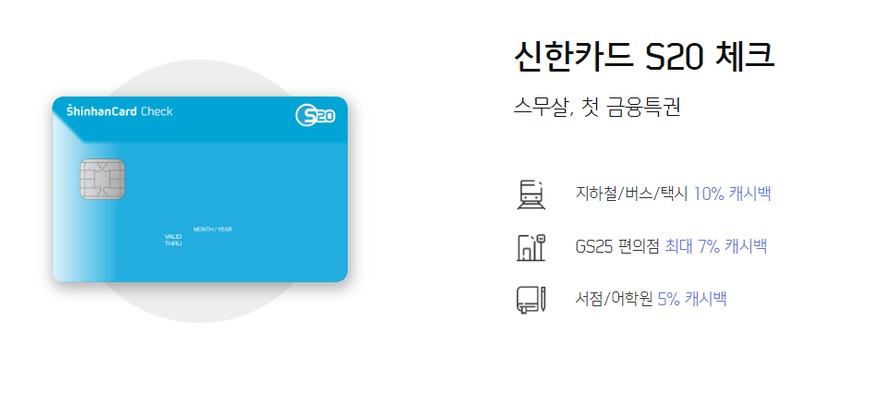 신한카드 S20 체크
스무살, 첫 금융특권
ShinhanCard Check
S20
MONTH / YEAR
VALID
THRU
지하철/버스/택시 10% 캐시백
GS25 편의점 최대 7% 캐시백
서점/어학원 5% 캐시백